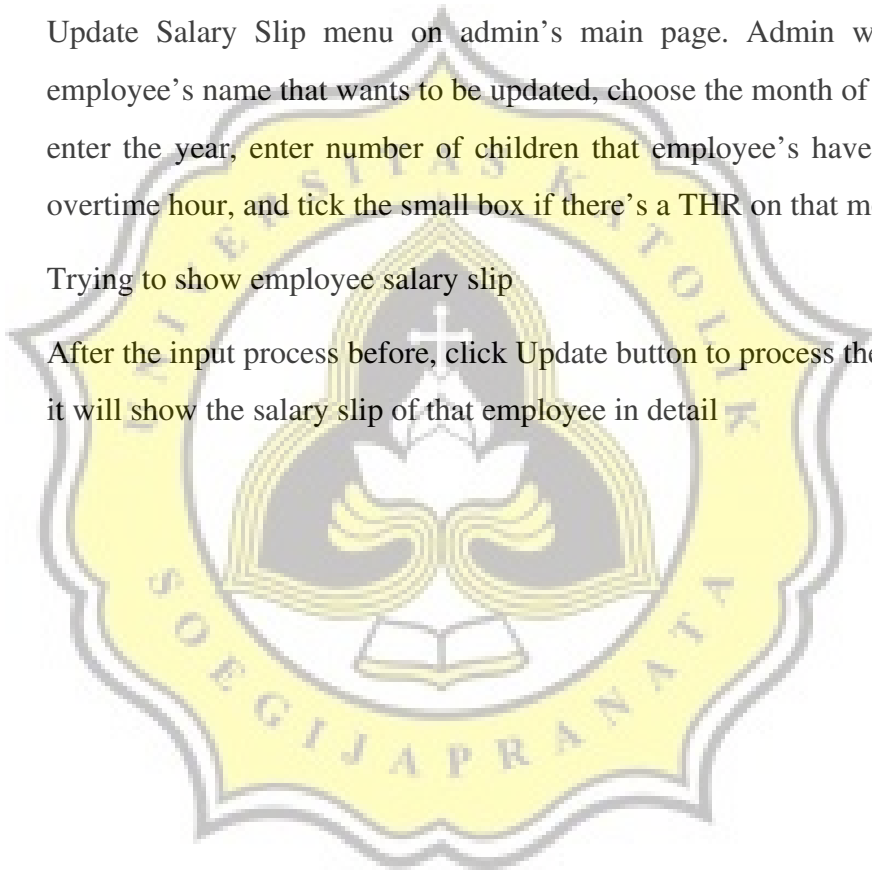 Update Salary Slip menu on admin's main page. Admin w
employee's name that wants to be updated, choose the month of
enter the year, enter number of children that employee's have
overtime hour, and tick the small box if there's a THR on that m
Trying to show employee salary slip
After the input process before, click Update button to process the
it will show the salary slip of that employee in detail
UNIVERSITAS KATOLIK
SOEGIJAPRANATA